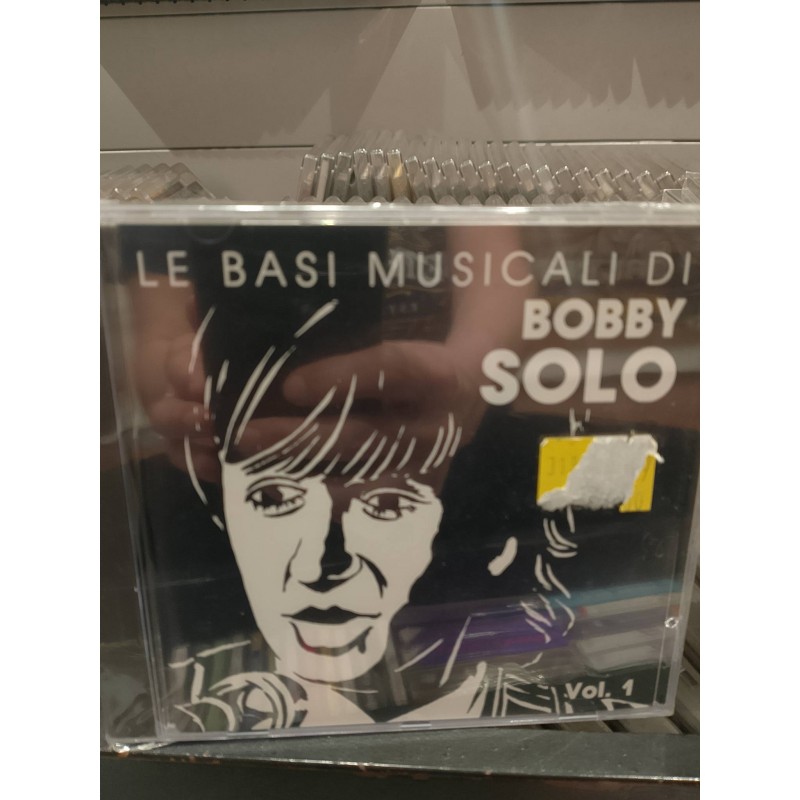 LE BASI MUSICALI DI
BOBBY
SOLO
Vol. 1